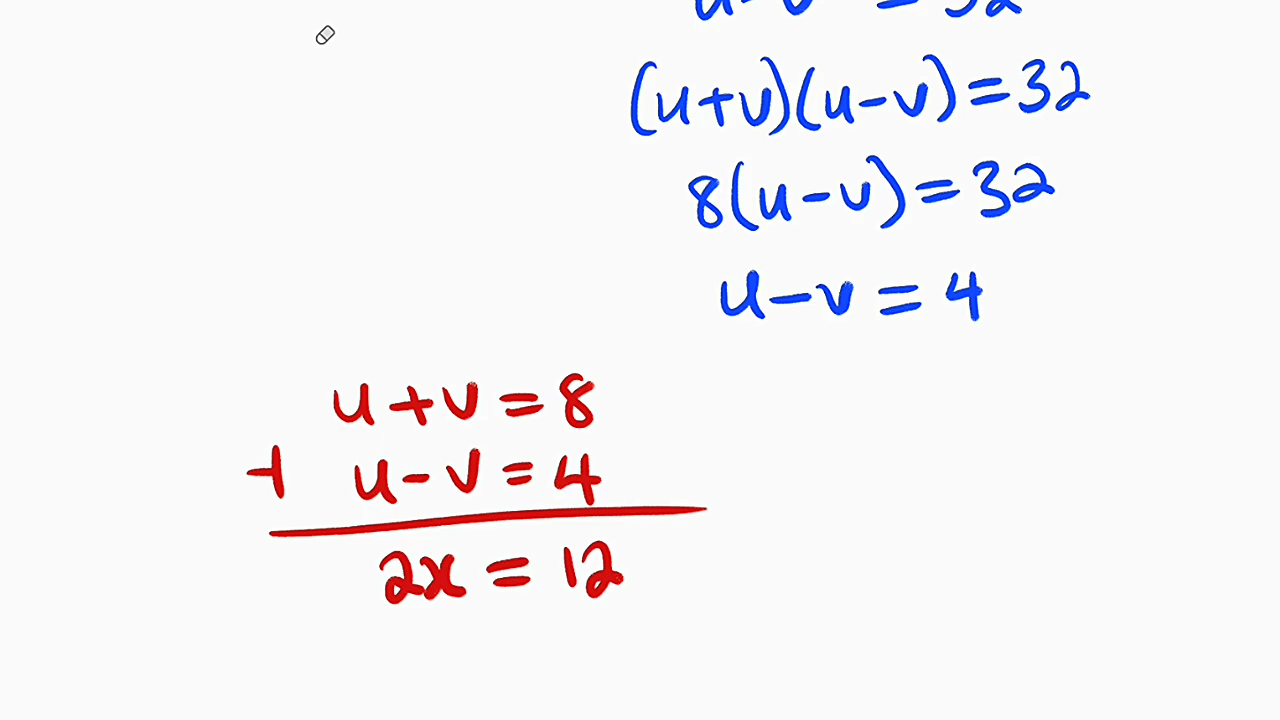 (u+v)(u-v)=32
8(u-v)=32
u-v=4
u+v=8
+ u-v=4
2x=12